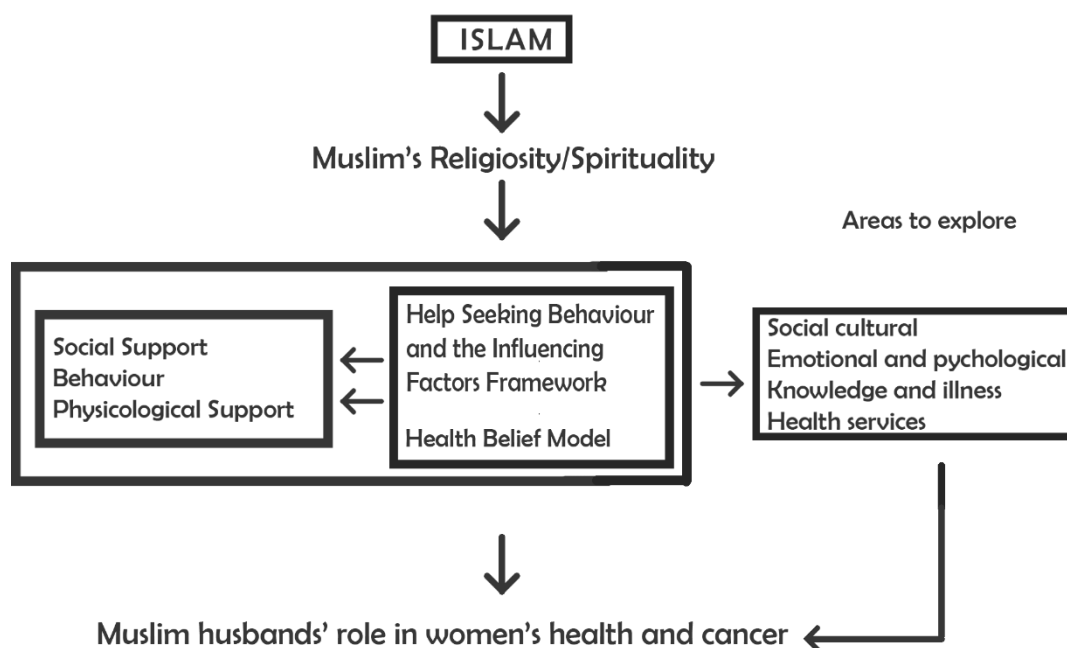 ISLAM
Muslim's Religiosity/Spirituality
Areas to explore
Social Support
Behaviour
Physicological Support
Help Seeking Behaviour
and the Influencing
Factors Framework
Health Belief Model
Social cultural
Emotional and pychological
Knowledge and illness
Health services
Muslim husbands' role in women's health and cancer